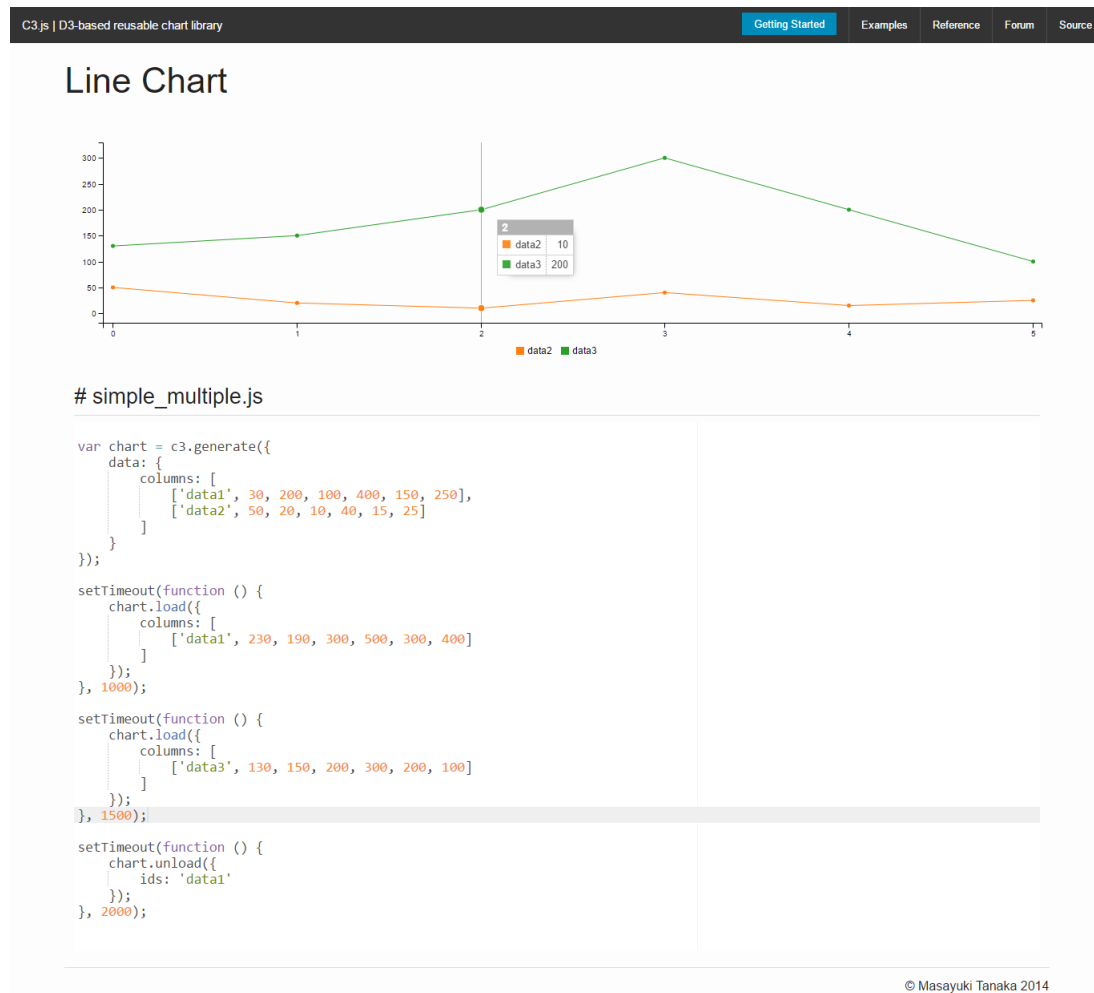 C3.js | D3-based reusable chart library Getting Started Examples Reference Forum Source
Line Chart
300
250
200
150
100
50
0
2
data2 10
data3 200
0 1 2 3 4 5
data2 data3
# simple_multiple.js
var chart = c3.generate({
    data: {
        columns: [
            ['data1', 30, 200, 100, 400, 150, 250],
            ['data2', 50, 20, 10, 40, 15, 25]
        ]
    }
});
setTimeout(function () {
    chart.load({
        columns: [
            ['data1', 230, 190, 300, 500, 300, 400]
        ]
    });
}, 1000);
setTimeout(function () {
    chart.load({
        columns: [
            ['data3', 130, 150, 200, 300, 200, 100]
        ]
    });
}, 1500);
setTimeout(function () {
    chart.unload({
        ids: 'data1'
    });
}, 2000);
© Masayuki Tanaka 2014